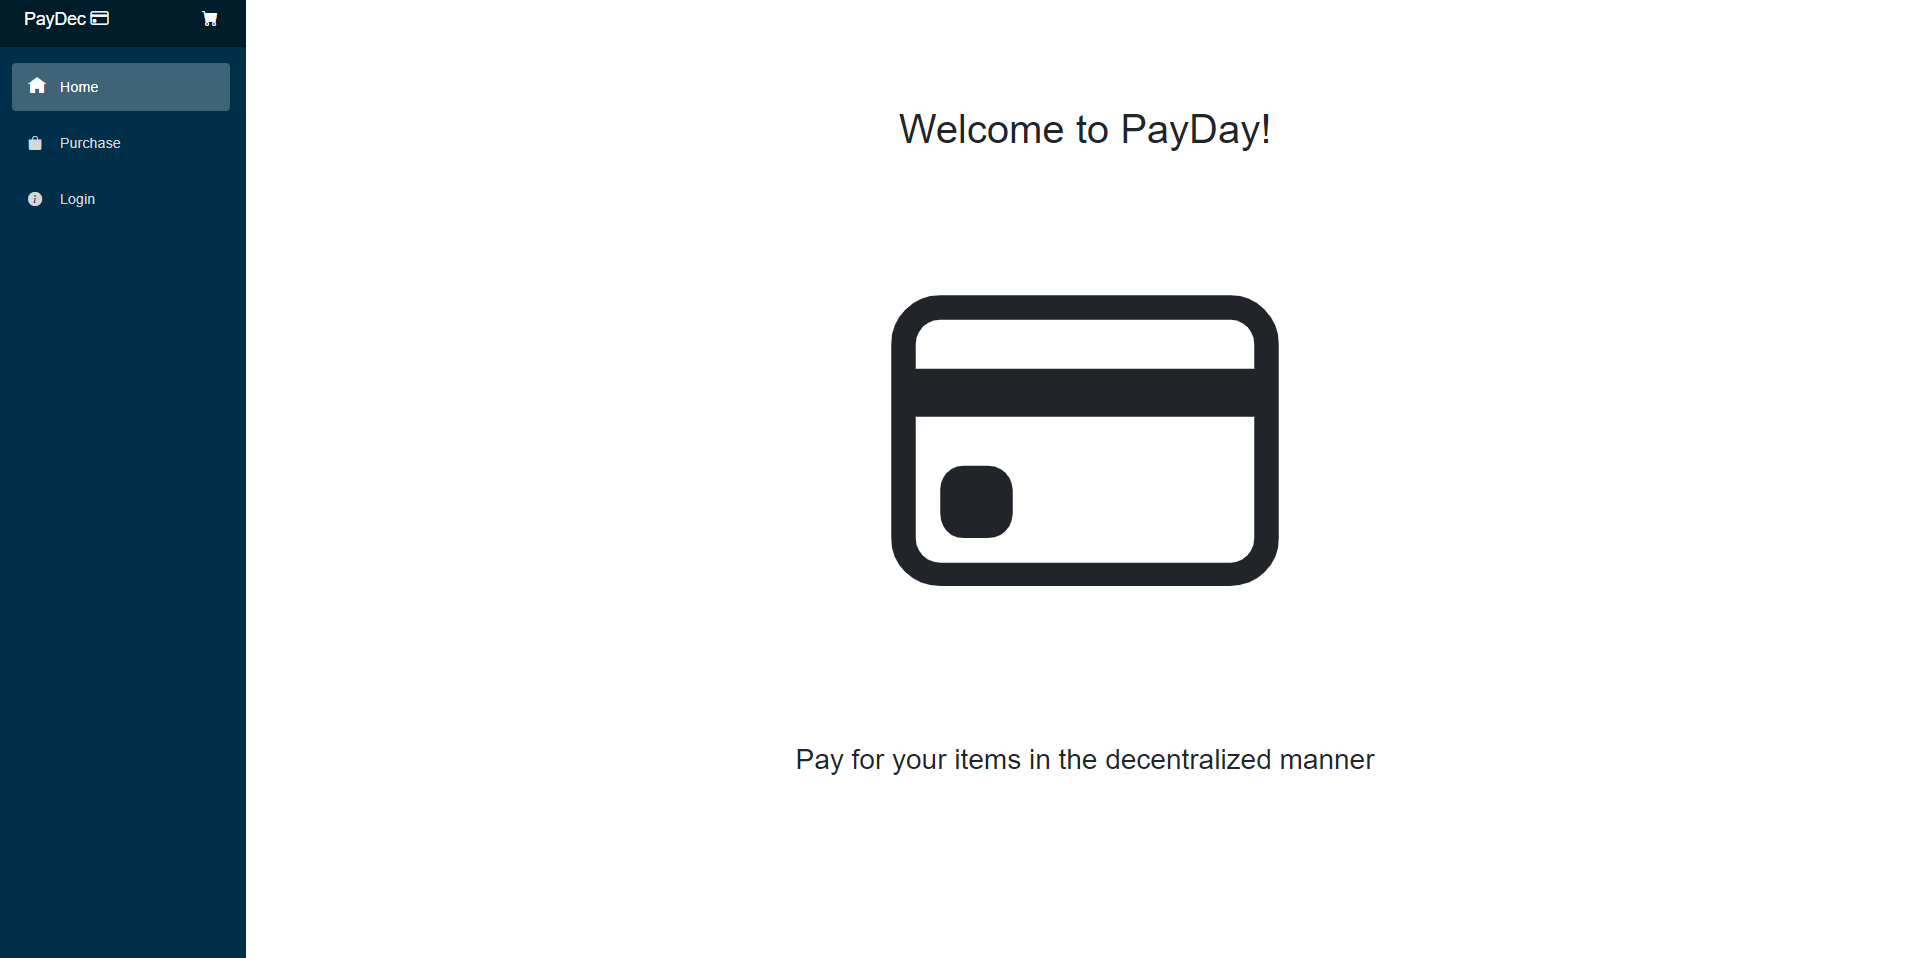 PayDec
Home
Purchase
Login
Welcome to PayDay!
Pay for your items in the decentralized manner